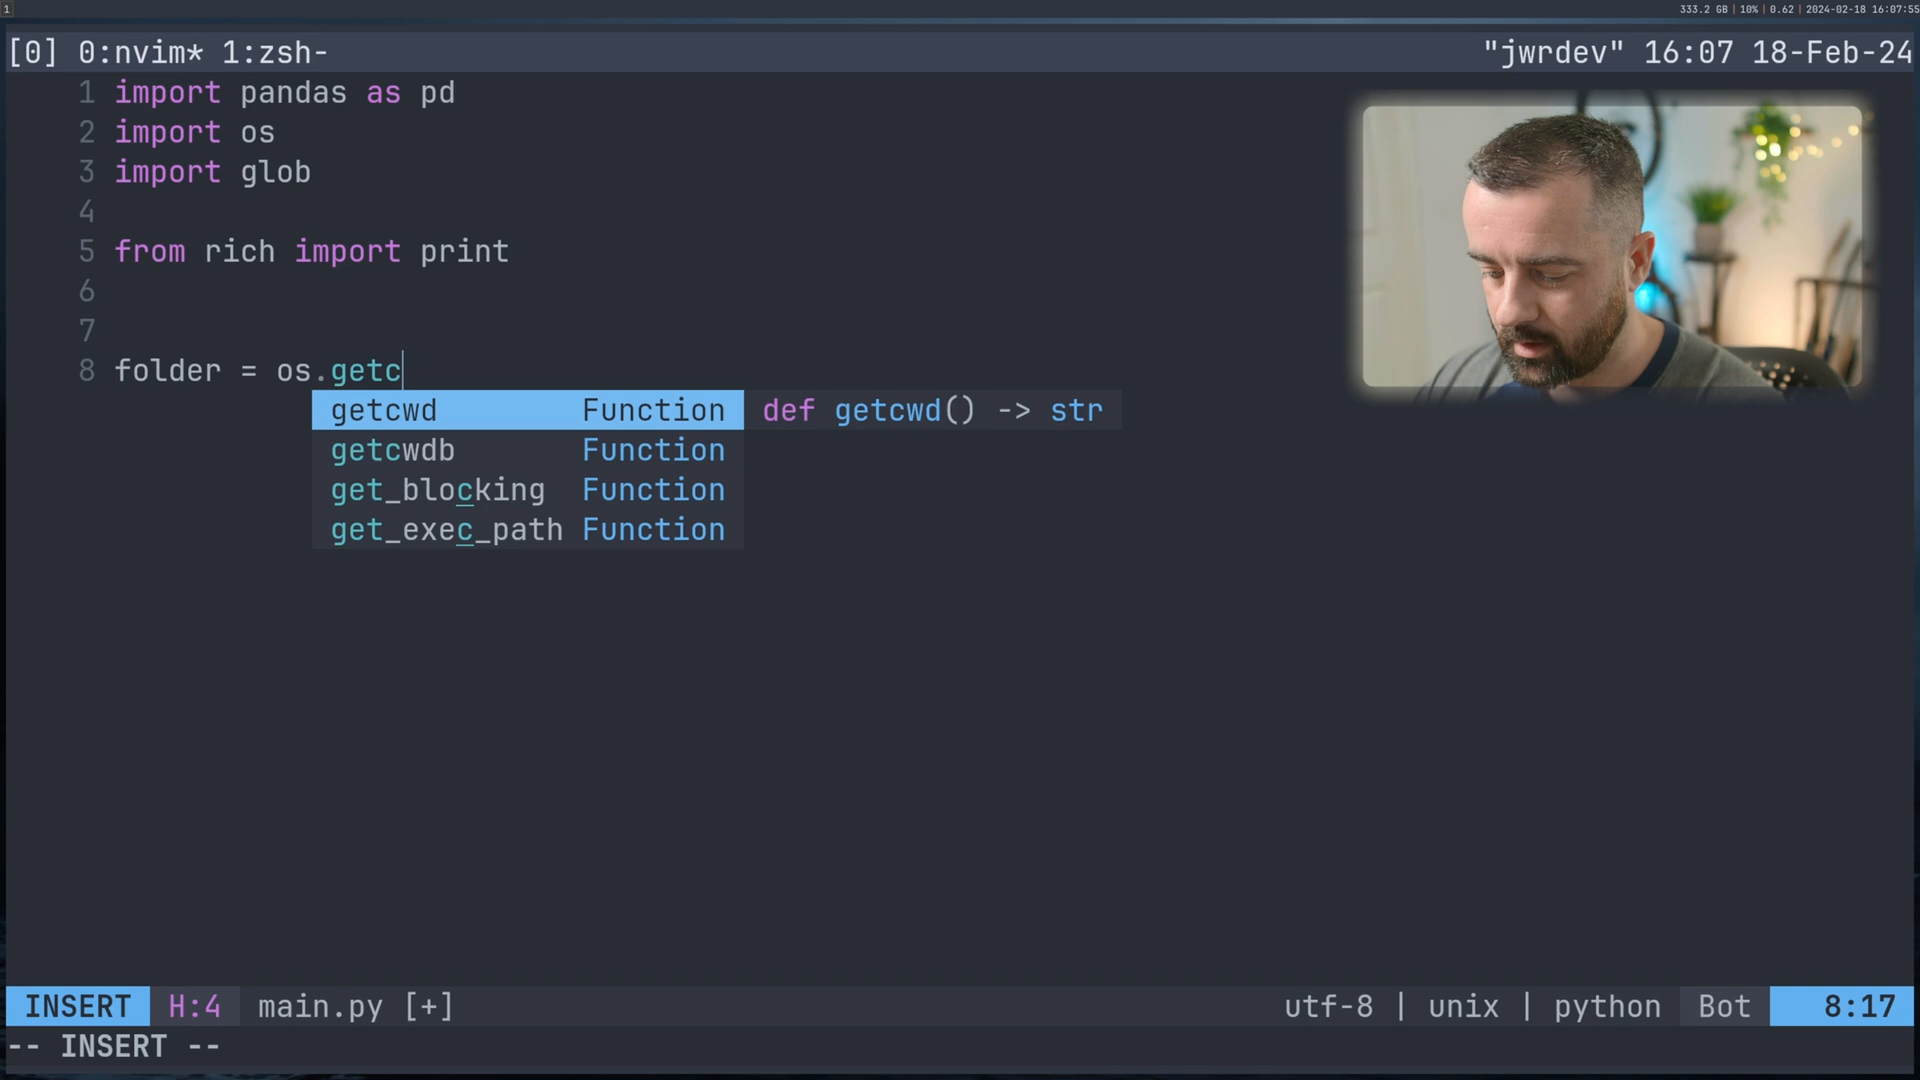 1
333.2 GB | 10% | 0.62 | 2024-02-18 16:07:55
[0] 0:nvim* 1:zsh-
"jwrdev" 16:07 18-Feb-24
1 import pandas as pd
2 import os
3 import glob
4
5 from rich import print
6
7
8 folder = os.getc
getcwd Function def getcwd() -> str
getcwdb Function
get_blocking Function
get_exec_path Function
INSERT H:4 main.py [+]
utf-8 | unix | python Bot 8:17
-- INSERT --